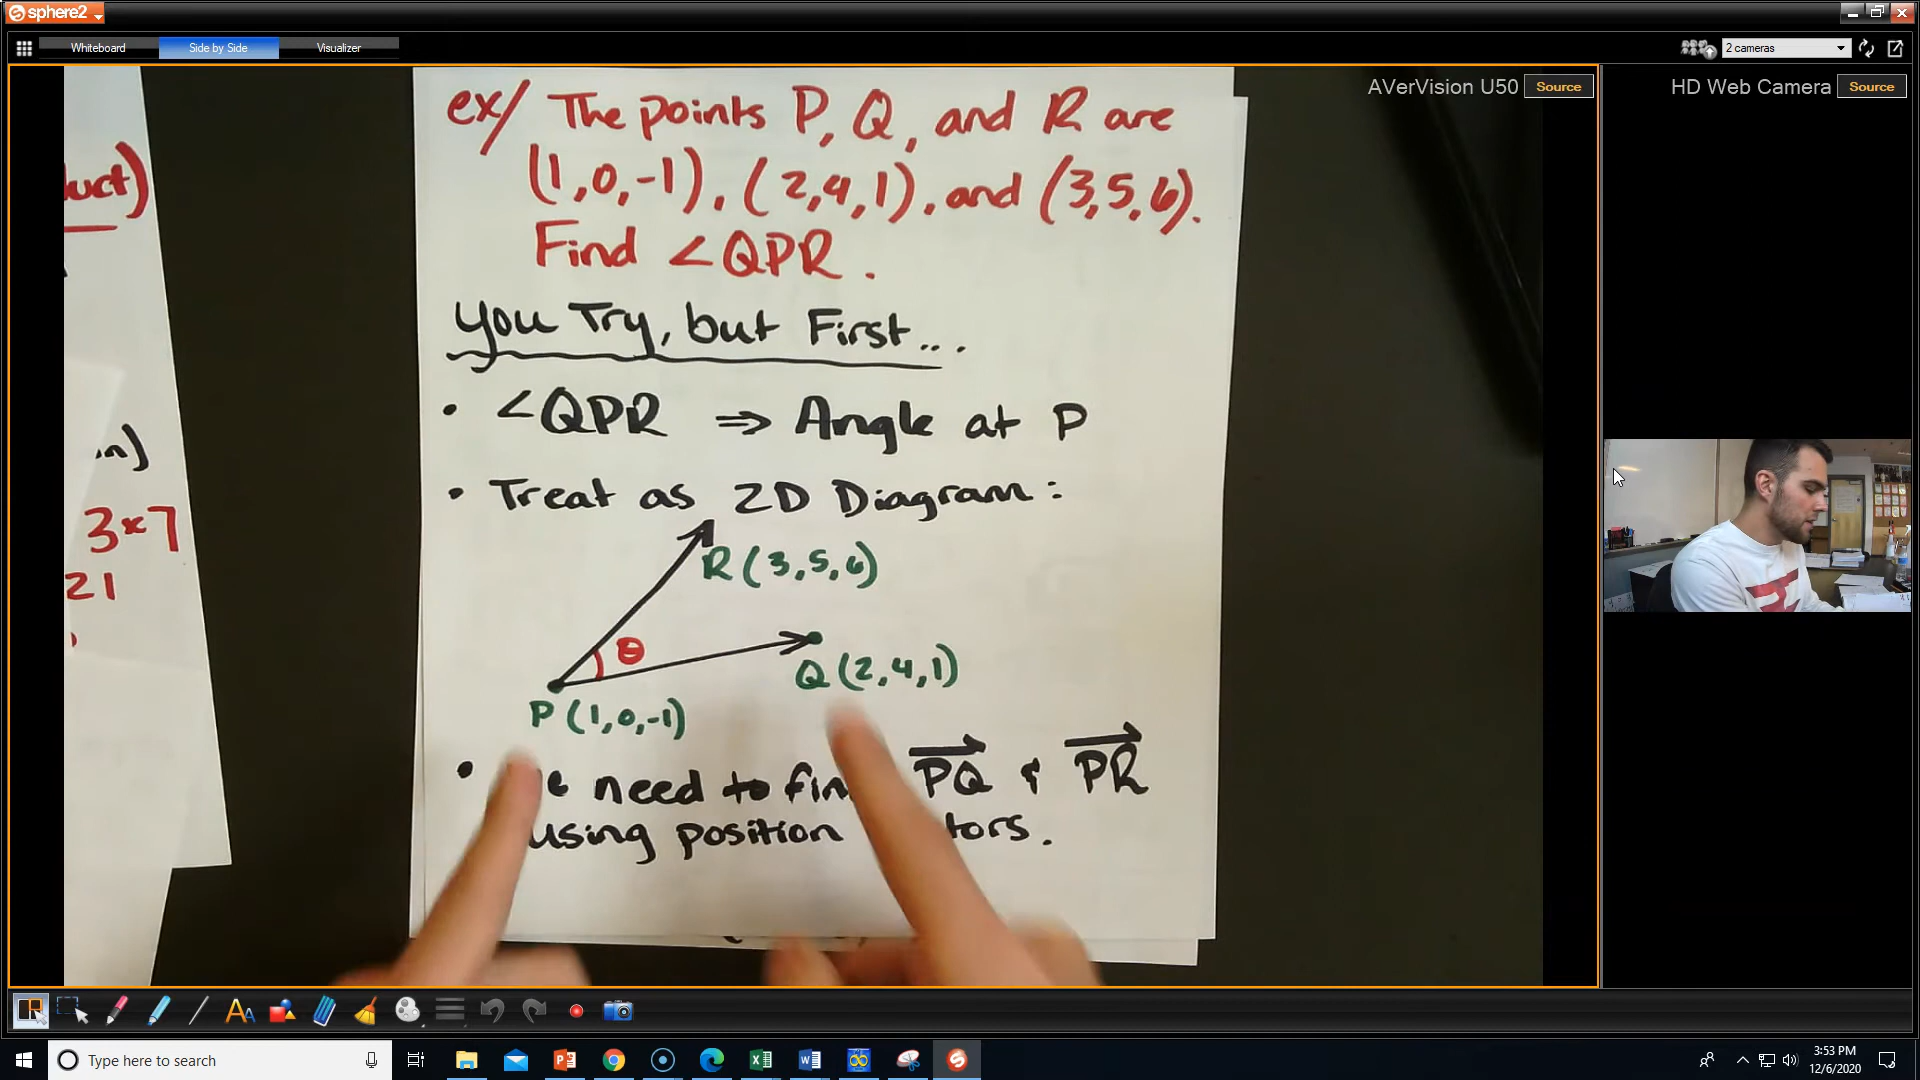 sphere2
Whiteboard
Side by Side
Visualizer
2 cameras
AVerVision U50
Source
HD Web Camera
Source
uct)
n)
3x7
21
ex/ The points P, Q, and R are
(1,0,-1), (2,4,1), and (3,5,6).
Find <QPR.
You Try, but First...
• <QPR ⇒ Angle at P
• Treat as 2D Diagram:
R(3,5,6)
θ
Q(2,4,1)
P(1,0,-1)
• need to PQ & PR
using position
Type here to search
3:53 PM
12/6/2020